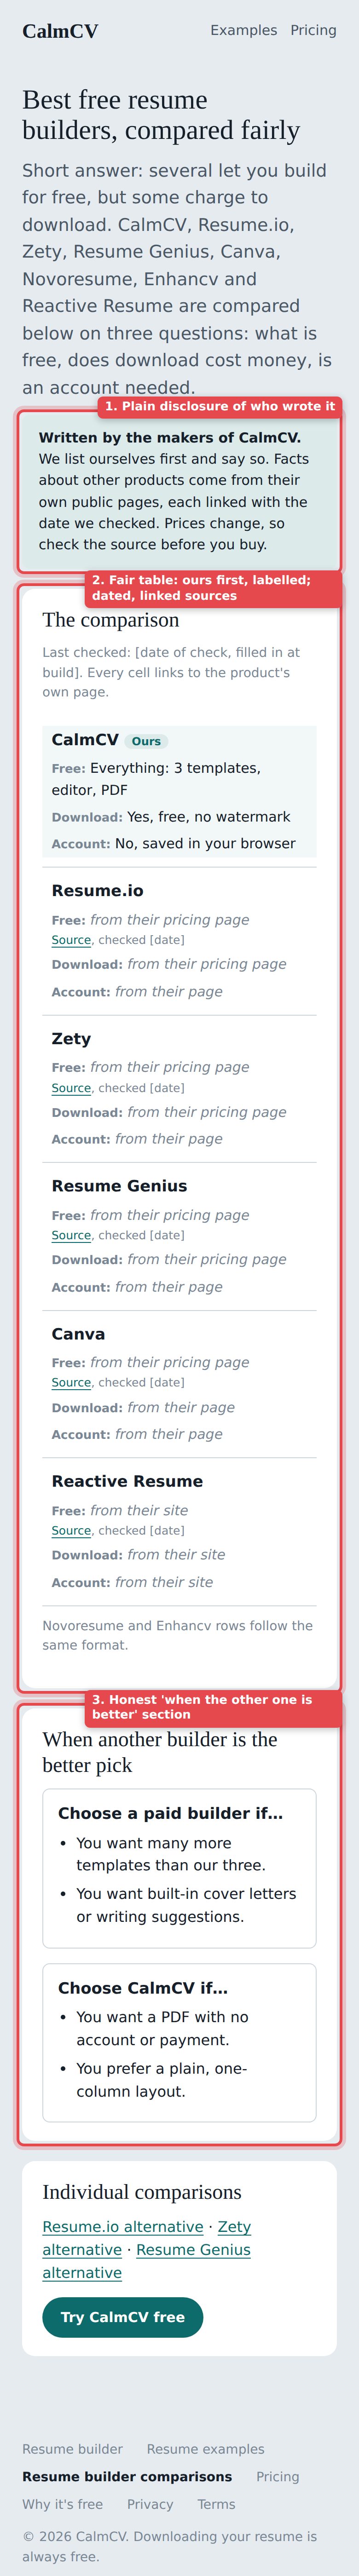 CalmCV
Examples Pricing
Best free resume
builders, compared fairly
Short answer: several let you build
for free, but some charge to
download. CalmCV, Resume.io,
Zety, Resume Genius, Canva,
Novoresume, Enhancv and
Reactive Resume are compared
below on three questions: what is
free, does download cost money, is
an account needed.
1. Plain disclosure of who wrote it
Written by the makers of CalmCV.
We list ourselves first and say so. Facts
about other products come from their
own public pages, each linked with the
date we checked. Prices change, so
check the source before you buy.
2. Fair table: ours first, labelled;
dated, linked sources
The comparison
Last checked: [date of check, filled in at
build]. Every cell links to the product's
own page.
CalmCV Ours
Free: Everything: 3 templates,
editor, PDF
Download: Yes, free, no watermark
Account: No, saved in your browser
Resume.io
Free: from their pricing page
Source, checked [date]
Download: from their pricing page
Account: from their page
Zety
Free: from their pricing page
Source, checked [date]
Download: from their pricing page
Account: from their page
Resume Genius
Free: from their pricing page
Source, checked [date]
Download: from their pricing page
Account: from their page
Canva
Free: from their pricing page
Source, checked [date]
Download: from their page
Account: from their page
Reactive Resume
Free: from their site
Source, checked [date]
Download: from their site
Account: from their site
Novoresume and Enhancv rows follow the
same format.
3. Honest 'when the other one is
better' section
When another builder is the
better pick
Choose a paid builder if…
• You want many more
templates than our three.
• You want built-in cover letters
or writing suggestions.
Choose CalmCV if…
• You want a PDF with no
account or payment.
• You prefer a plain, one-
column layout.
Individual comparisons
Resume.io alternative · Zety
alternative · Resume Genius
alternative
Try CalmCV free
Resume builder Resume examples
Resume builder comparisons Pricing
Why it's free Privacy Terms
© 2026 CalmCV. Downloading your resume is
always free.